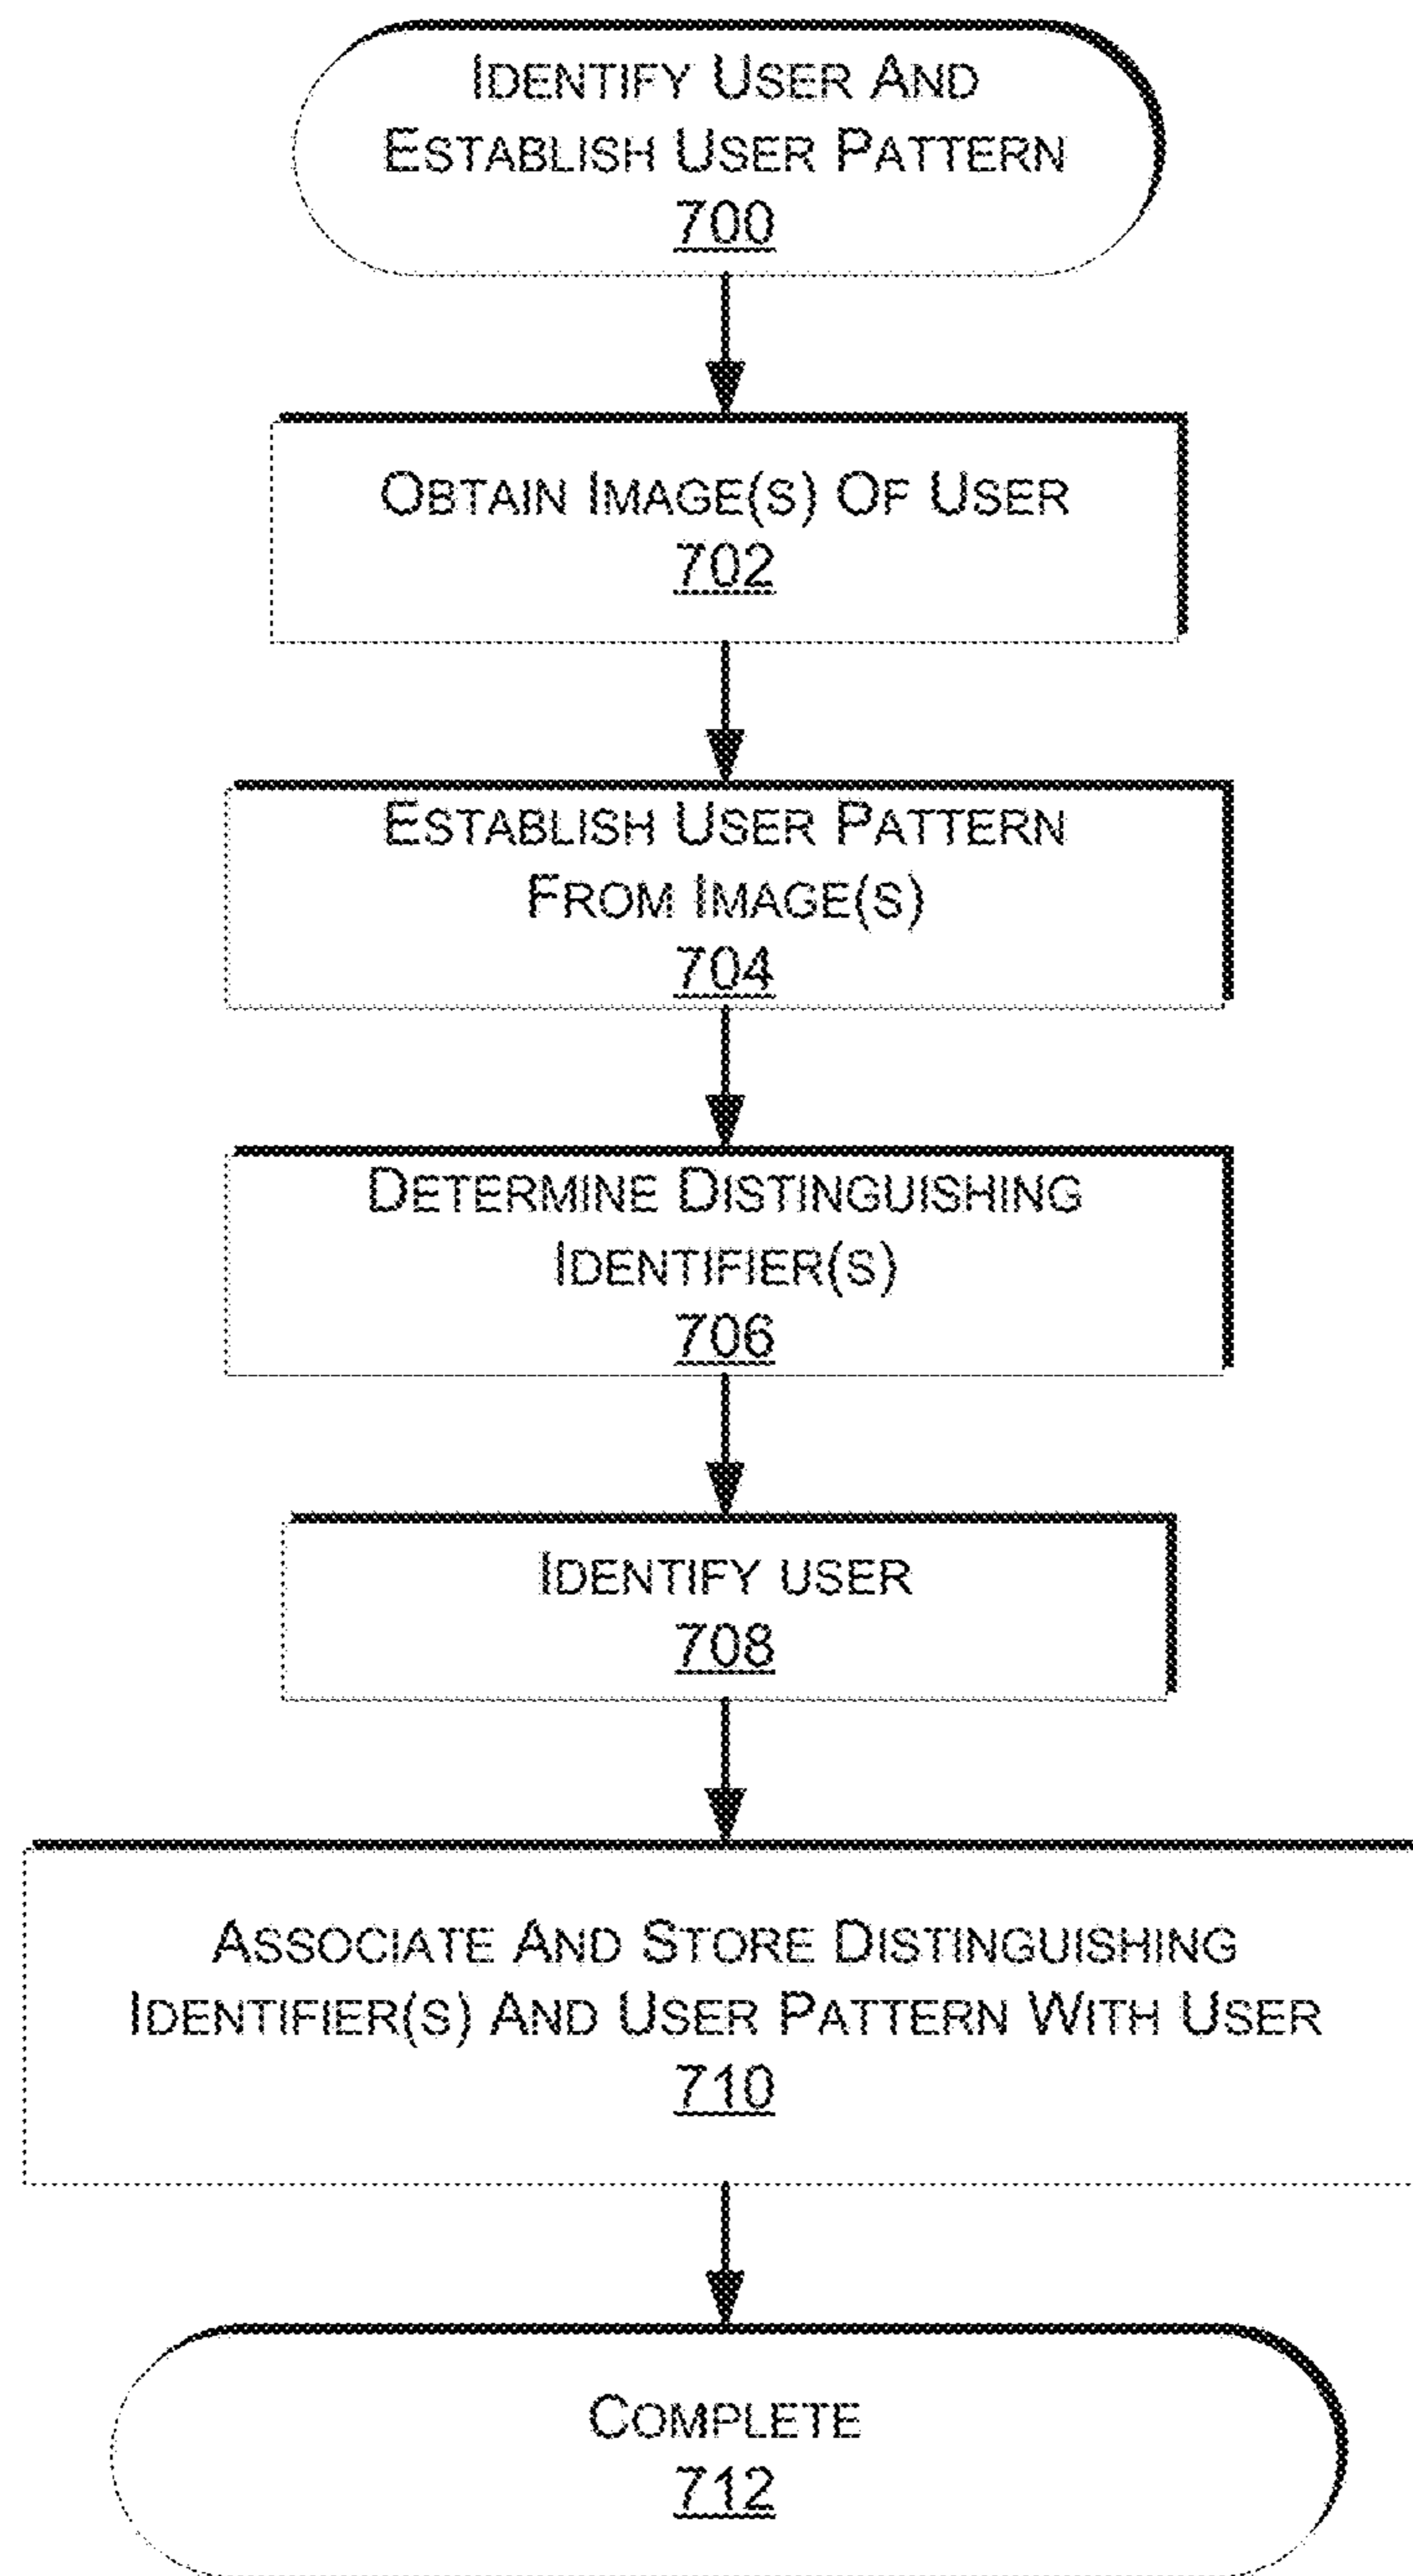 IDENTIFY USER AND
ESTABLISH USER PATTERN
700
OBTAIN IMAGE(S) OF USER
702
ESTABLISH USER PATTERN
FROM IMAGE(S)
704
DETERMINE DISTINGUISHING
IDENTIFIER(S)
706
IDENTIFY USER
708
ASSOCIATE AND STORE DISTINGUISHING
IDENTIFIER(S) AND USER PATTERN WITH USER
710
COMPLETE
712